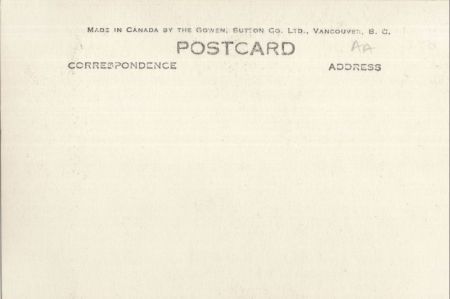 MADE IN CANADA BY THE GOWEN, SUTTON CO. LTD., VANCOUVER, B. C.
POSTCARD
AA
CORRESPONDENCE ADDRESS